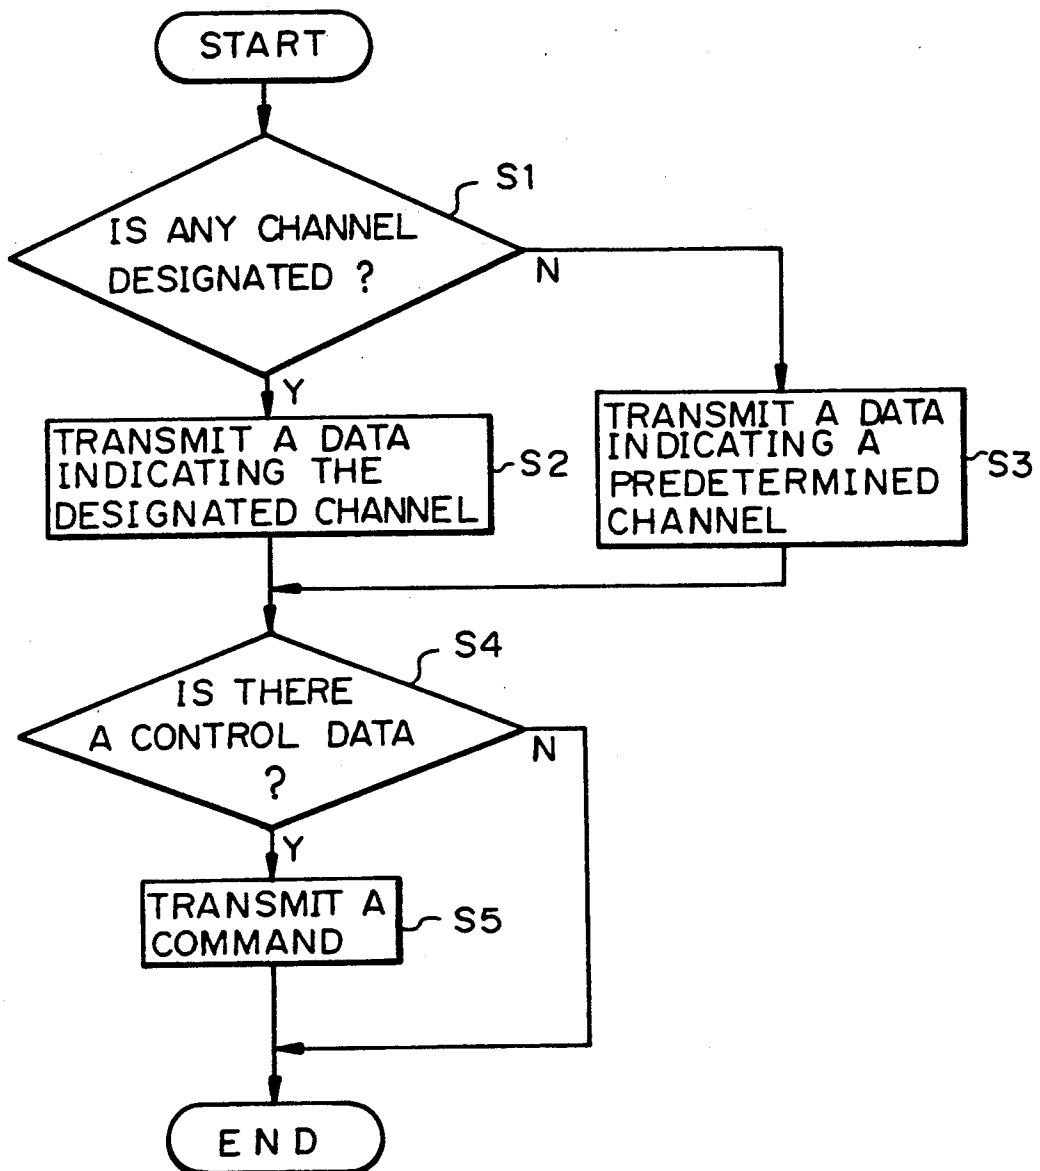 START
S1
IS ANY CHANNEL
DESIGNATED ?
N
Y
TRANSMIT A DATA
INDICATING THE
DESIGNATED CHANNEL
S2
TRANSMIT A DATA
INDICATING A
PREDETERMINED
CHANNEL
S3
S4
IS THERE
A CONTROL DATA
?
N
Y
TRANSMIT A
COMMAND
S5
END